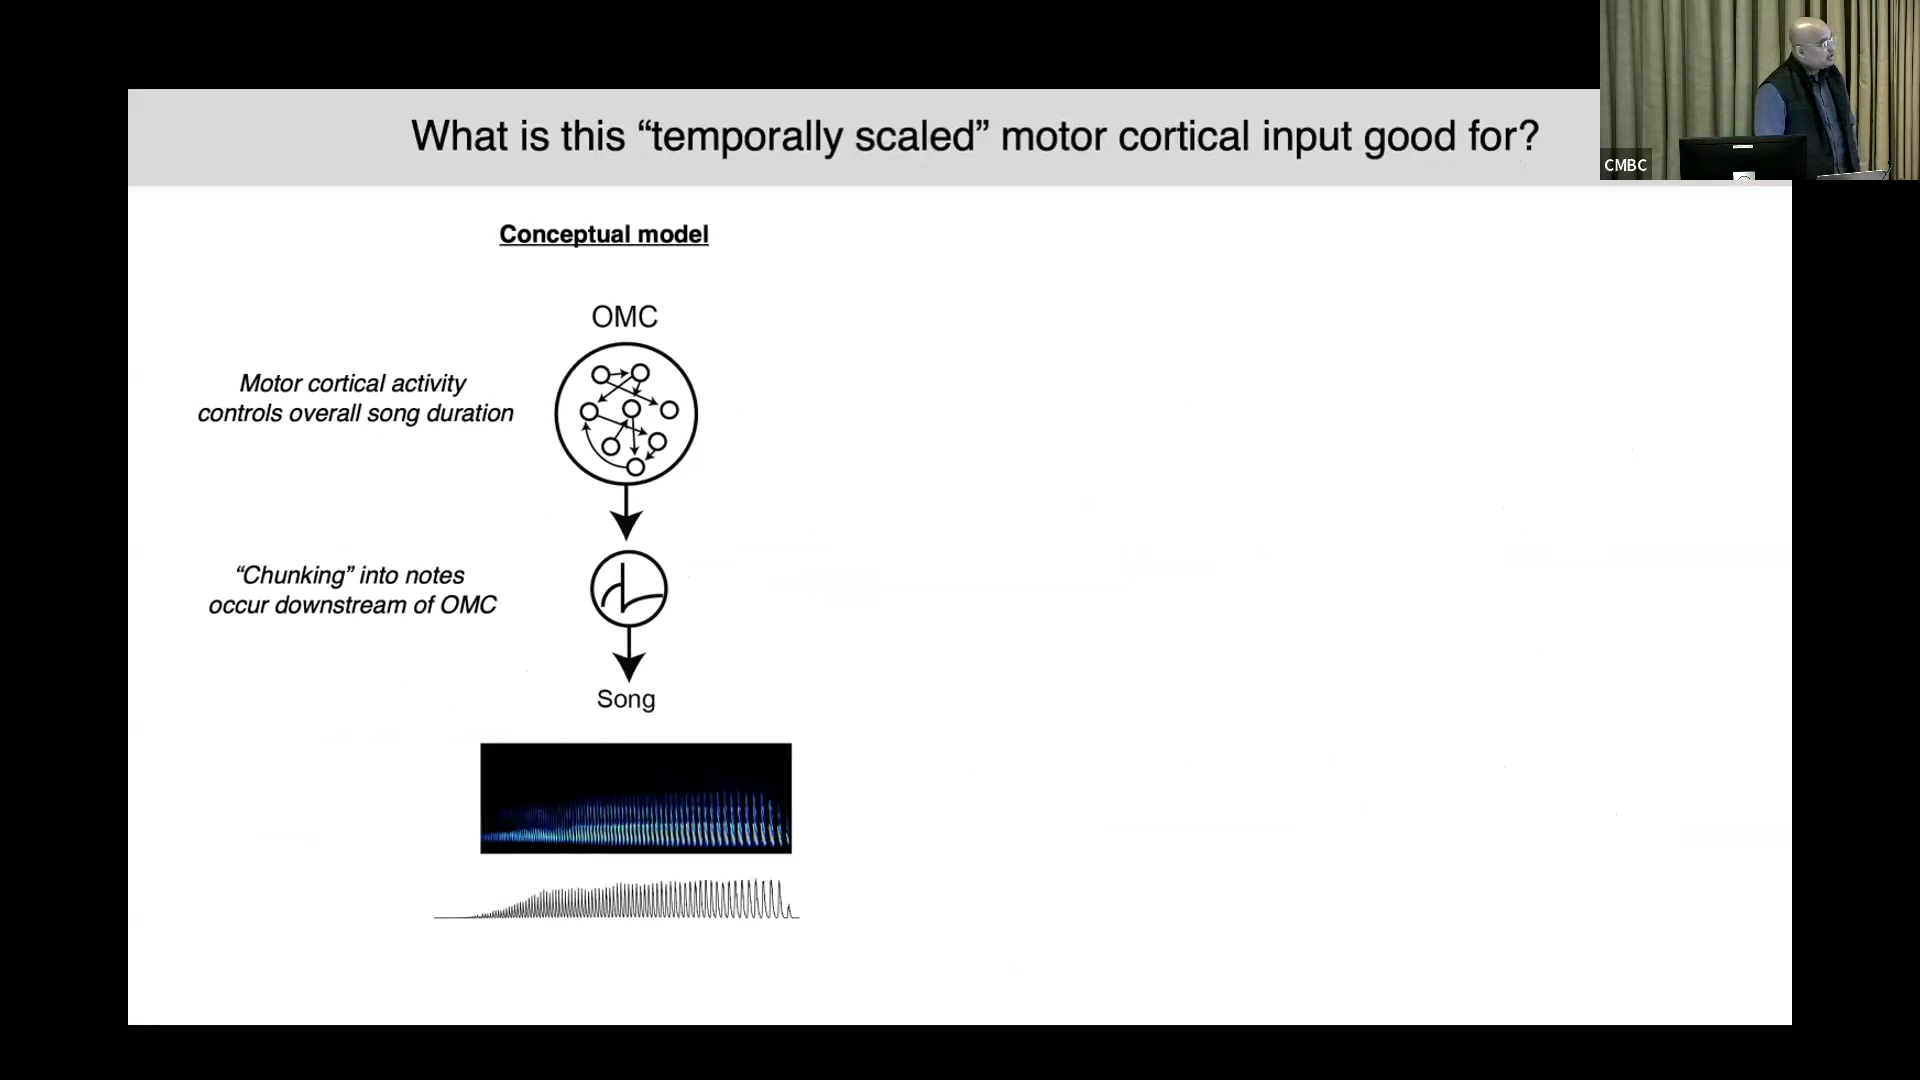 What is this “temporally scaled” motor cortical input good for?
CMBC
Conceptual model
OMC
Motor cortical activity
controls overall song duration
“Chunking” into notes
occur downstream of OMC
Song